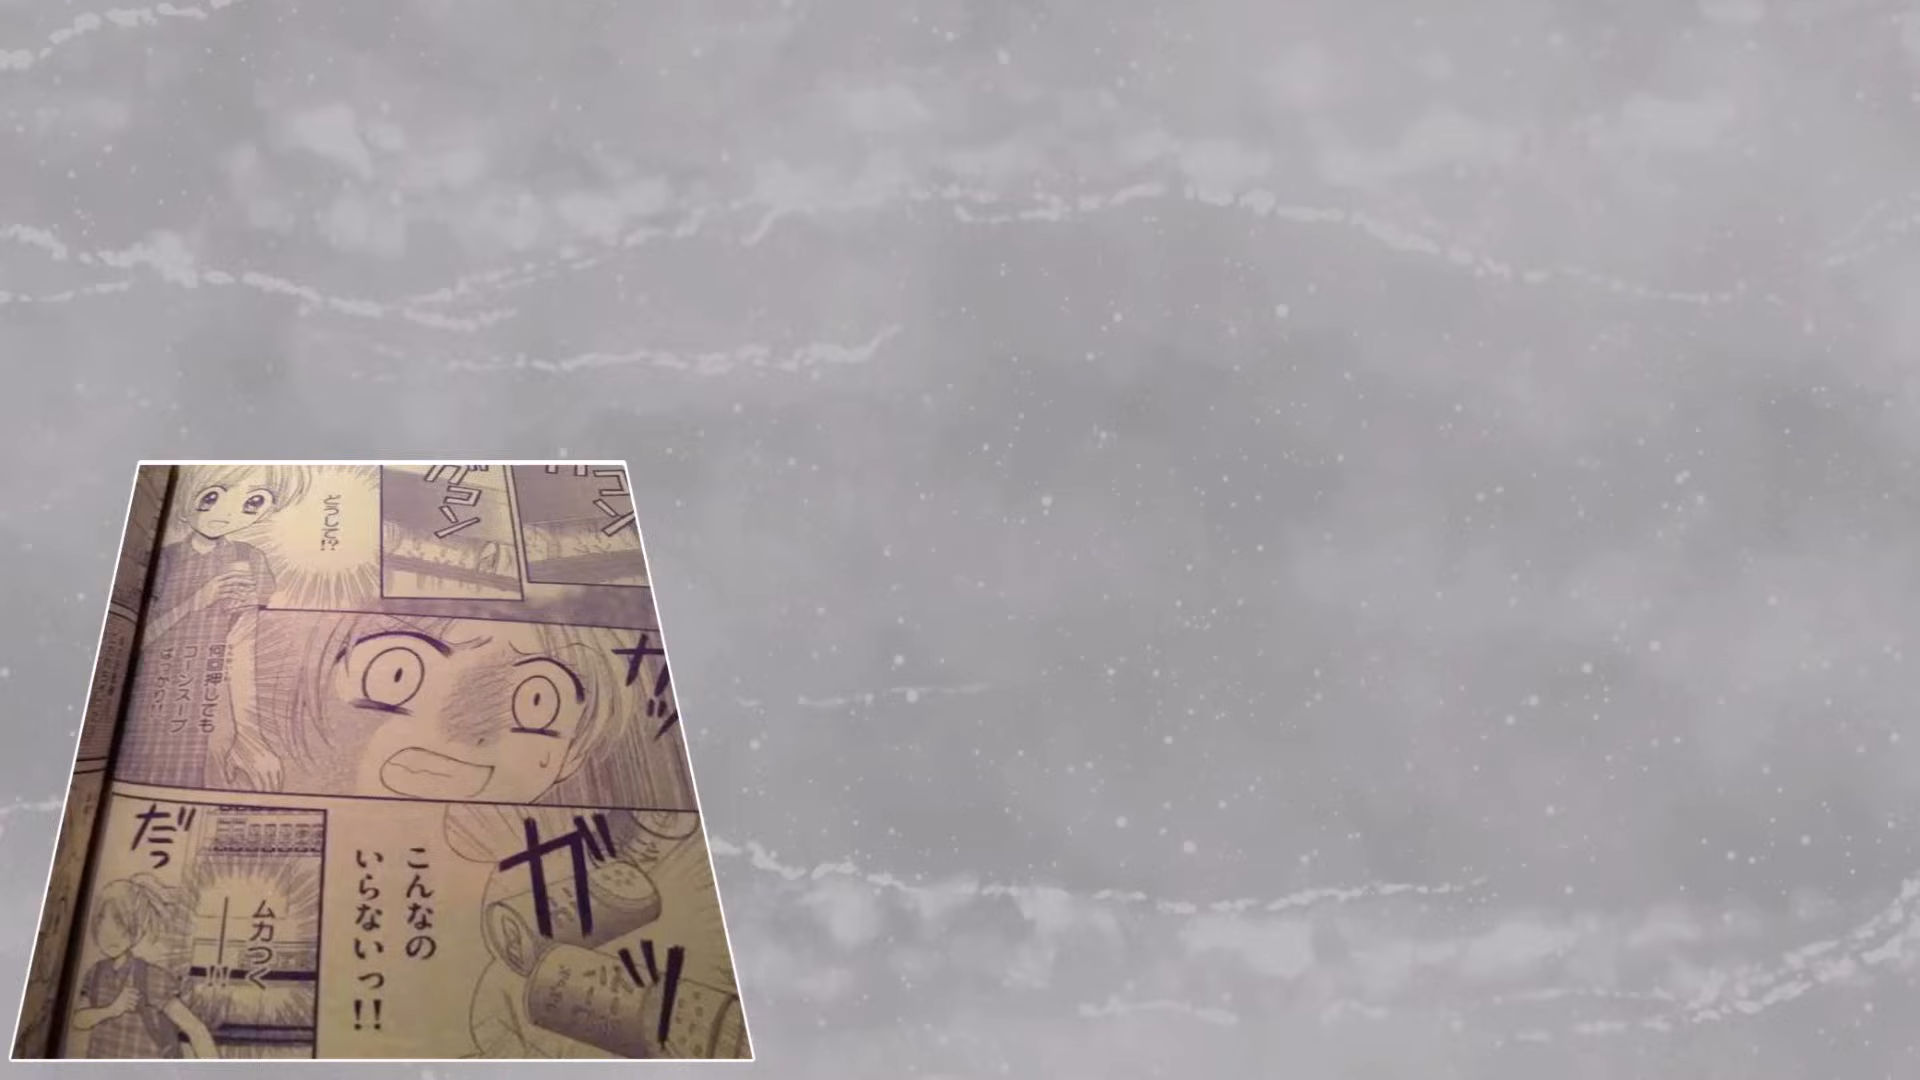 コン
ガコン
どうして!?
何回押しても
コーンスープ
ばっかり!!
ガッ
こんなの
いらないっ!!
ムカつく
──!!!
だっ